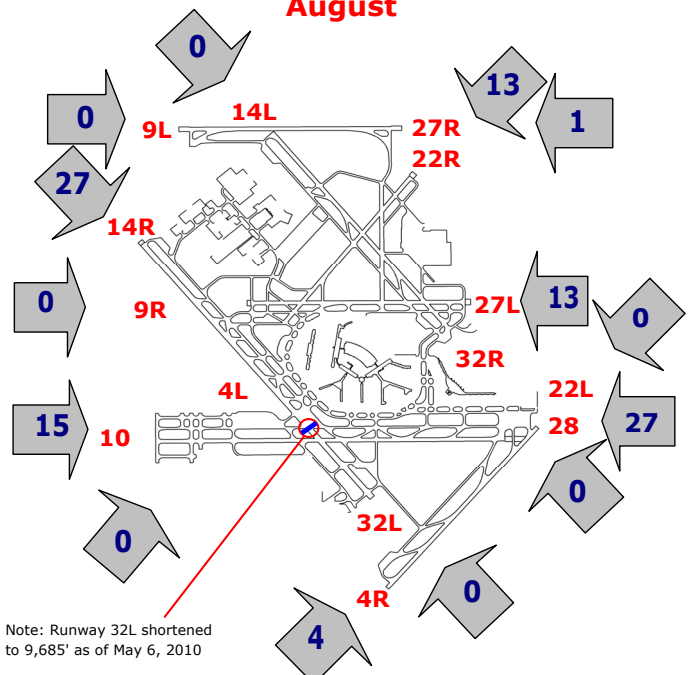 August
0
13
0
14L
1
9L
27R
22R
27
14R
0
9R
27L
13
0
32R
4L
22L
15
10
28
27
0
0
32L
0
4R
4
Note: Runway 32L shortened
to 9,685' as of May 6, 2010